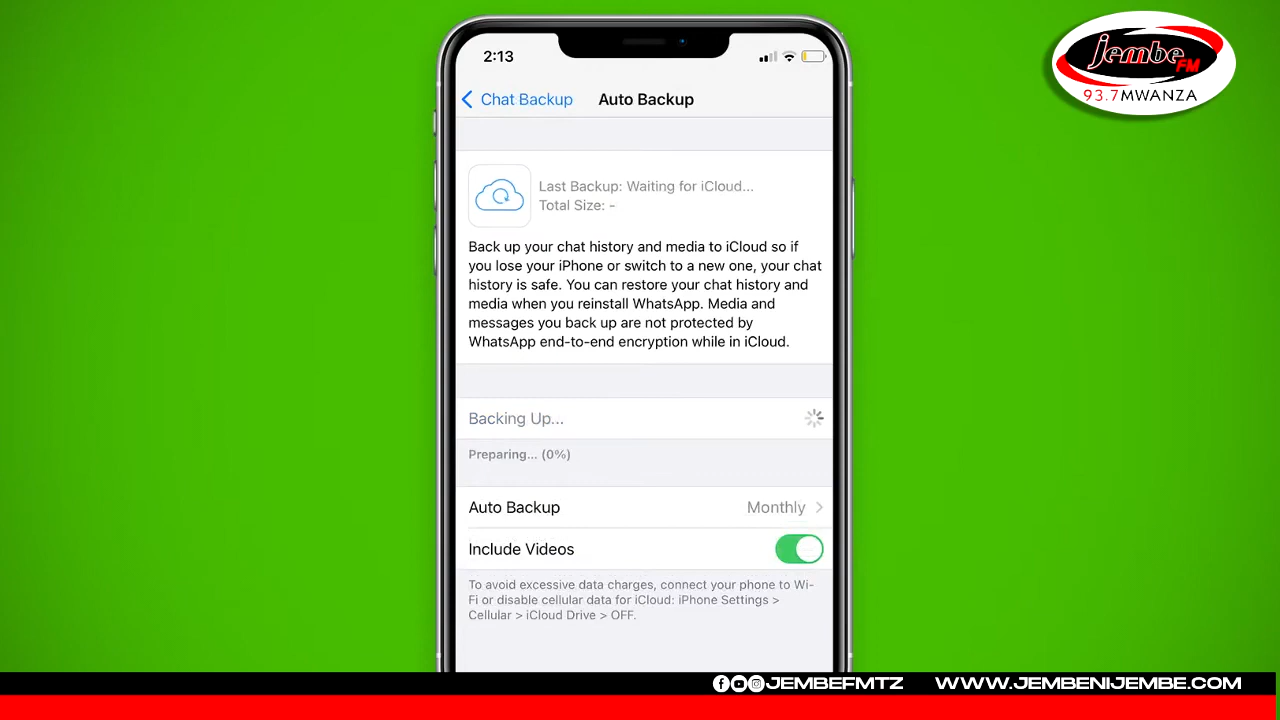 2:13
jembe FM
93.7MWANZA
Chat Backup Auto Backup
Last Backup: Waiting for iCloud...
Total Size: -
Back up your chat history and media to iCloud so if
you lose your iPhone or switch to a new one, your chat
history is safe. You can restore your chat history and
media when you reinstall WhatsApp. Media and
messages you back up are not protected by
WhatsApp end-to-end encryption while in iCloud.
Backing Up...
Preparing... (0%)
Auto Backup Monthly
Include Videos
To avoid excessive data charges, connect your phone to Wi-
Fi or disable cellular data for iCloud: iPhone Settings >
Cellular > iCloud Drive > OFF.
JEMBEFMTZ WWW.JEMBENIJEMBE.COM